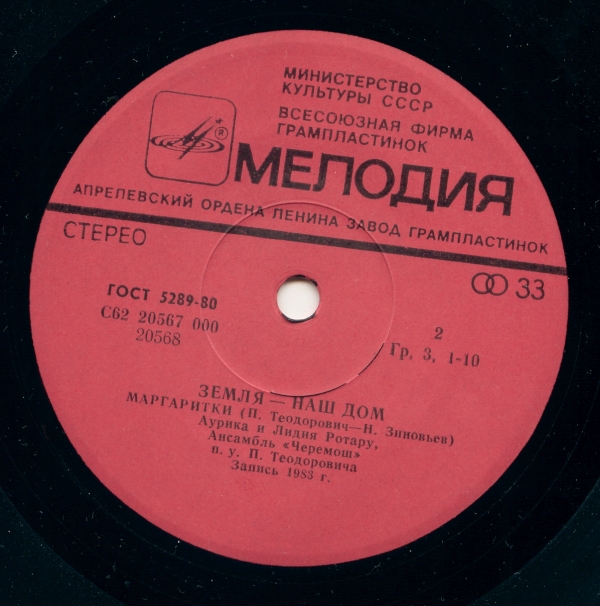 МИНИСТЕРСТВО
КУЛЬТУРЫ СССР
ВСЕСОЮЗНАЯ ФИРМА
ГРАМПЛАСТИНОК
®
МЕЛОДИЯ
АПРЕЛЕВСКИЙ ОРДЕНА ЛЕНИНА ЗАВОД ГРАМПЛАСТИНОК
СТЕРЕО
33
ГОСТ 5289-80
С62 20567 000
20568
2
Гр. 3, 1-10
ЗЕМЛЯ — НАШ ДОМ
МАРГАРИТКИ (П. Теодорович—Н. Зиновьев)
Аурика и Лидия Ротару,
Ансамбль «Черемош»
п. у. П. Теодоровича
Запись 1983 г.